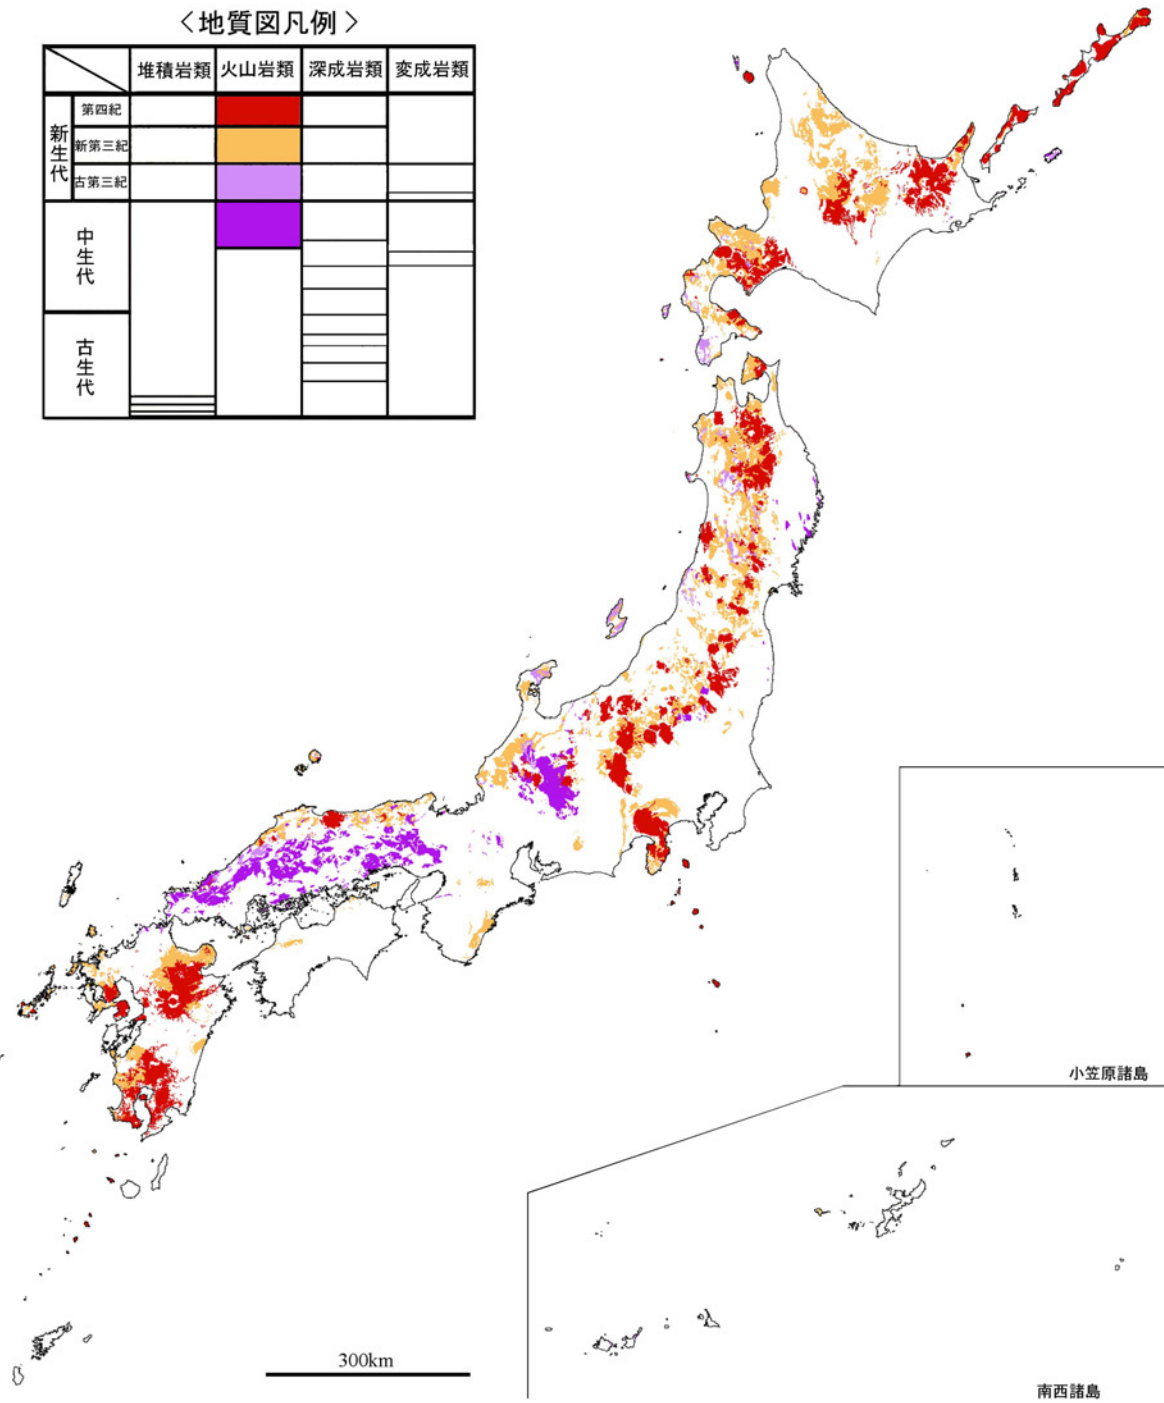 ＜地質図凡例＞
堆積岩類 火山岩類 深成岩類 変成岩類
新生代
第四紀
新第三紀
古第三紀
中生代
古生代
小笠原諸島
300km
南西諸島